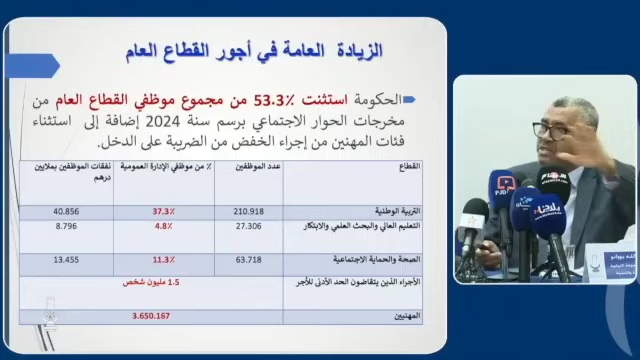 الزيادة العامة في أجور القطاع العام
الحكومة استثنت 53.3٪ من مجموع موظفي القطاع العام من
مخرجات الحوار الاجتماعي برسم سنة 2024 إضافة إلى استثناء
فئات المهنين من إجراء الخفض من الضريبة على الدخل.
القطاع عدد الموظفين ٪ من موظفي الإدارة العمومية نفقات الموظفين بملايين
درهم
التربية الوطنية 210.918 37.3٪ 40.856
التعليم العالي والبحث العلمي والابتكار 27.306 4.8٪ 8.796
الصحة والحماية الاجتماعية 63.718 11.3٪ 13.455
الأجراء الذين يتقاضون الحد الأدنى للأجر 1.5 مليون شخص
المهنيين 3.650.167
PJD
الله بووانو